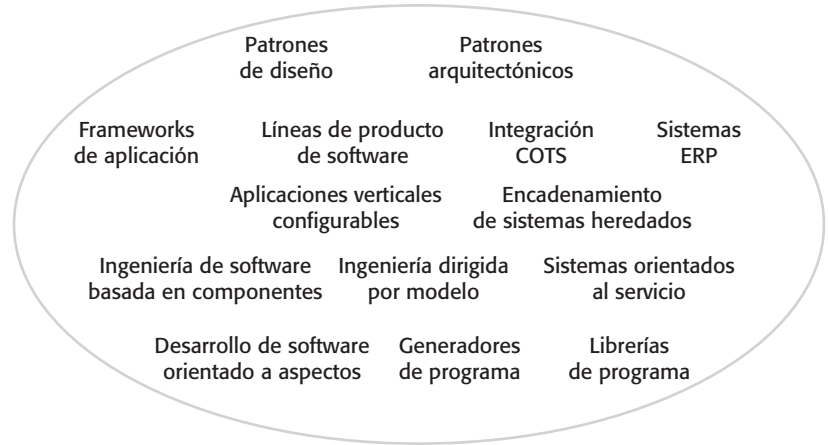 Patrones
de diseño
Patrones
arquitectónicos
Frameworks
de aplicación
Líneas de producto
de software
Integración
COTS
Sistemas
ERP
Aplicaciones verticales
configurables
Encadenamiento
de sistemas heredados
Ingeniería de software
basada en componentes
Ingeniería dirigida
por modelo
Sistemas orientados
al servicio
Desarrollo de software
orientado a aspectos
Generadores
de programa
Librerías
de programa